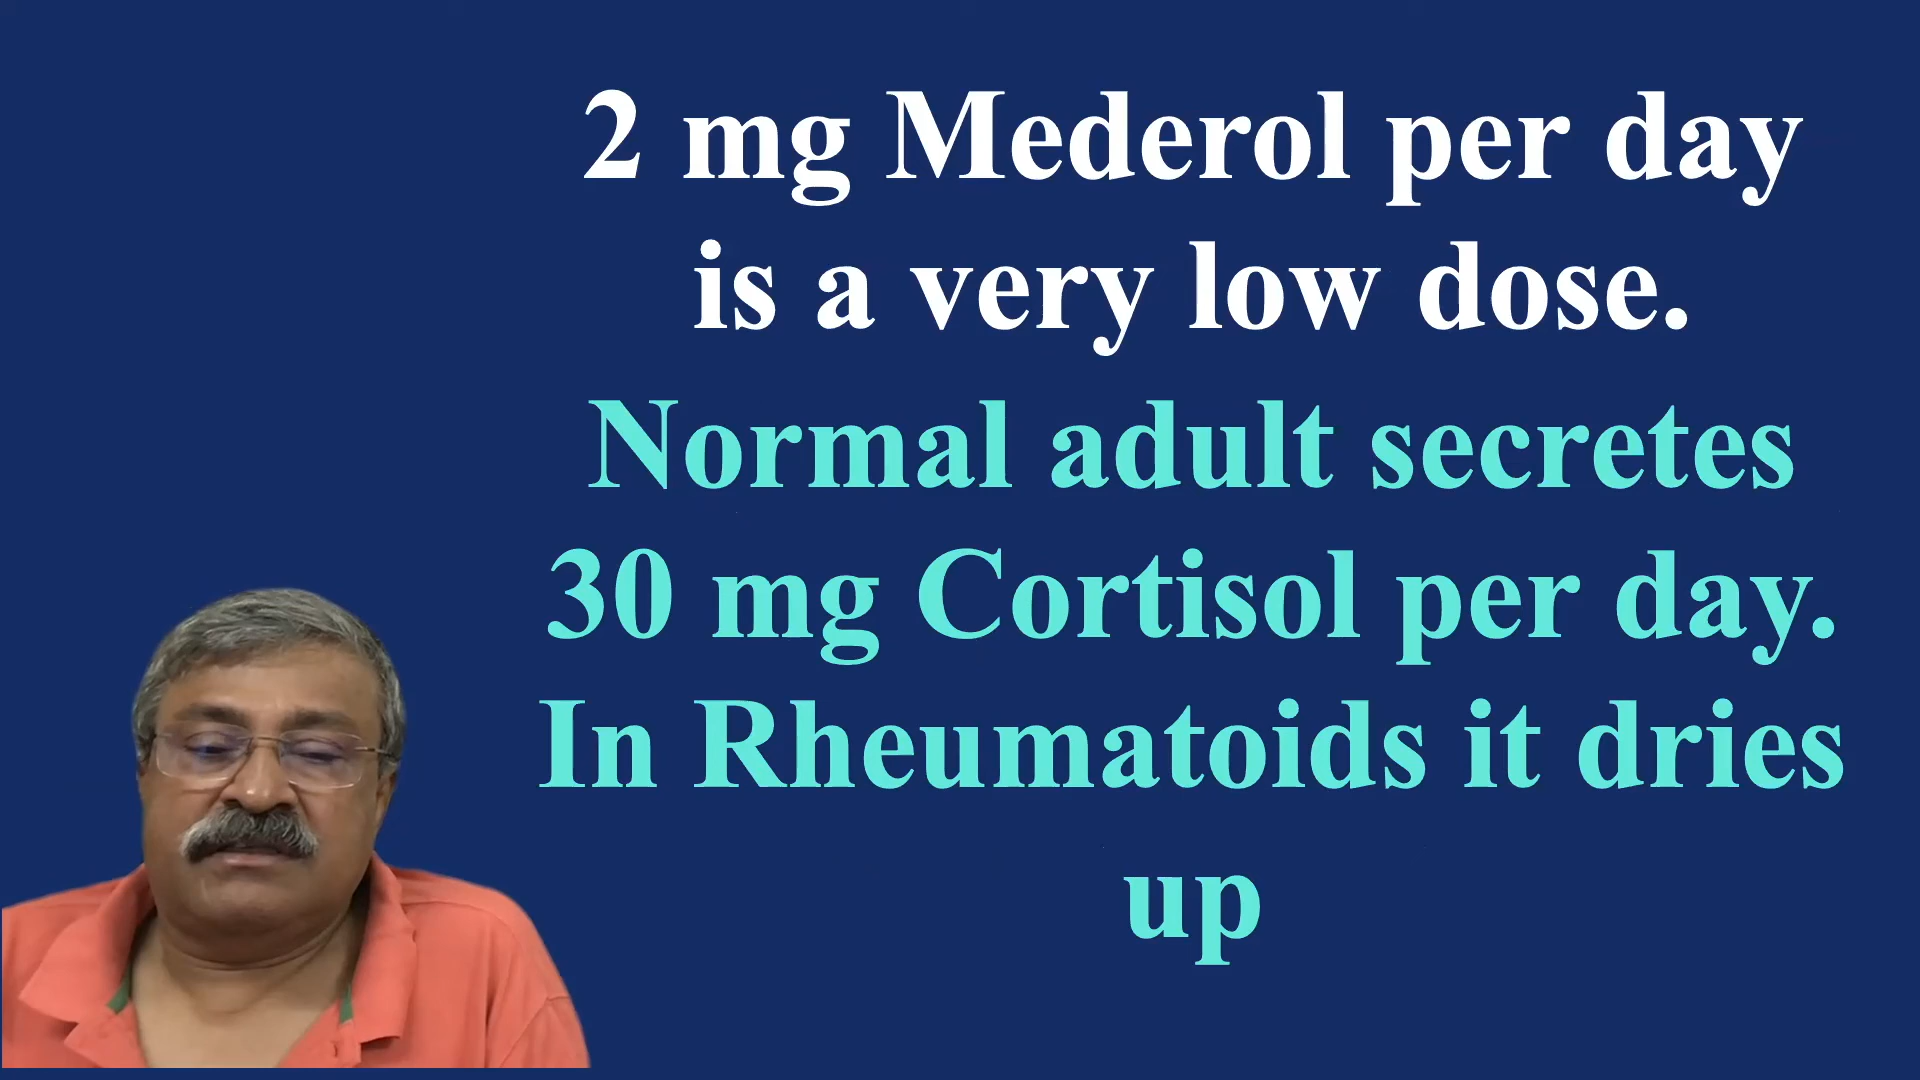 2 mg Mederol per day
is a very low dose.
Normal adult secretes
30 mg Cortisol per day.
In Rheumatoids it dries
up